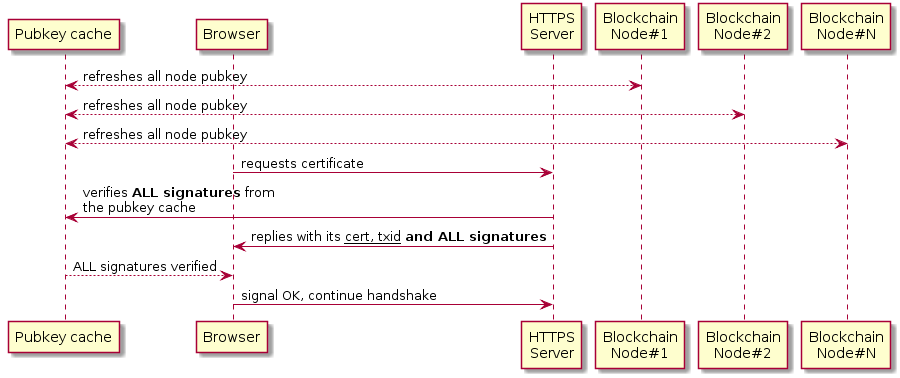 Pubkey cache
Browser
HTTPS
Server
Blockchain
Node#1
Blockchain
Node#2
Blockchain
Node#N
refreshes all node pubkey
refreshes all node pubkey
refreshes all node pubkey
requests certificate
verifies ALL signatures from
the pubkey cache
replies with its cert, txid and ALL signatures
ALL signatures verified
signal OK, continue handshake
Pubkey cache
Browser
HTTPS
Server
Blockchain
Node#1
Blockchain
Node#2
Blockchain
Node#N